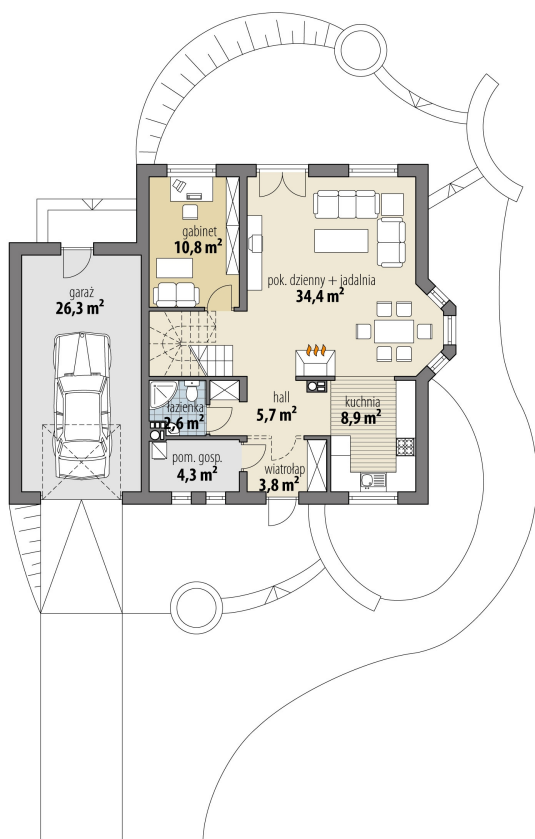 gabinet
10,8 m²
garaż
26,3 m²
pok. dzienny + jadalnia
34,4 m²
hall
5,7 m²
kuchnia
8,9 m²
łazienka
2,6 m²
pom. gosp.
4,3 m²
wiatrołap
3,8 m²